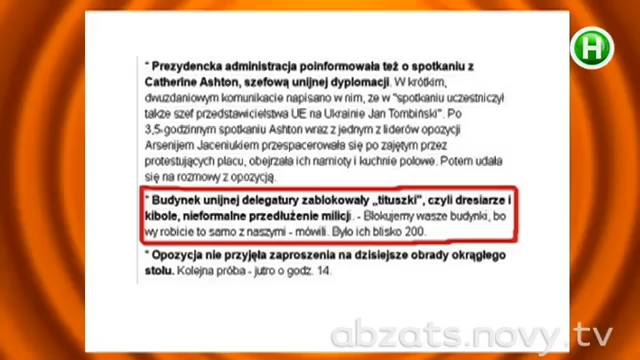 H
* Prezydencka administracja poinformowała też o spotkaniu z
Catherine Ashton, szefową unijnej dyplomacji. W krótkim,
dwuzdaniowym komunikacie napisano w nim, ze w "spotkaniu uczestniczył
także szef przedstawicielstwa UE na Ukrainie Jan Tombiński". Po
3,5-godzinnym spotkaniu Ashton wraz z jednym z liderów opozycji
Arsenijem Jaceniukiem przespacerowała się po zajętym przez
protestujących placu, obejrzała ich namioty i kuchnie polowe. Potem udała
się na rozmowy z opozycją.
* Budynek unijnej delegatury zablokowały „tituszki", czyli dresiarze i
kibole, nieformalne przedłużenie milicji. - Blokujemy wasze budynki, bo
wy robicie to samo z naszymi - mówili. Było ich blisko 200.
* Opozycja nie przyjęła zaproszenia na dzisiejsze obrady okrągłego
stołu. Kolejna próba - jutro o godz. 14.
abzats.novy.tv